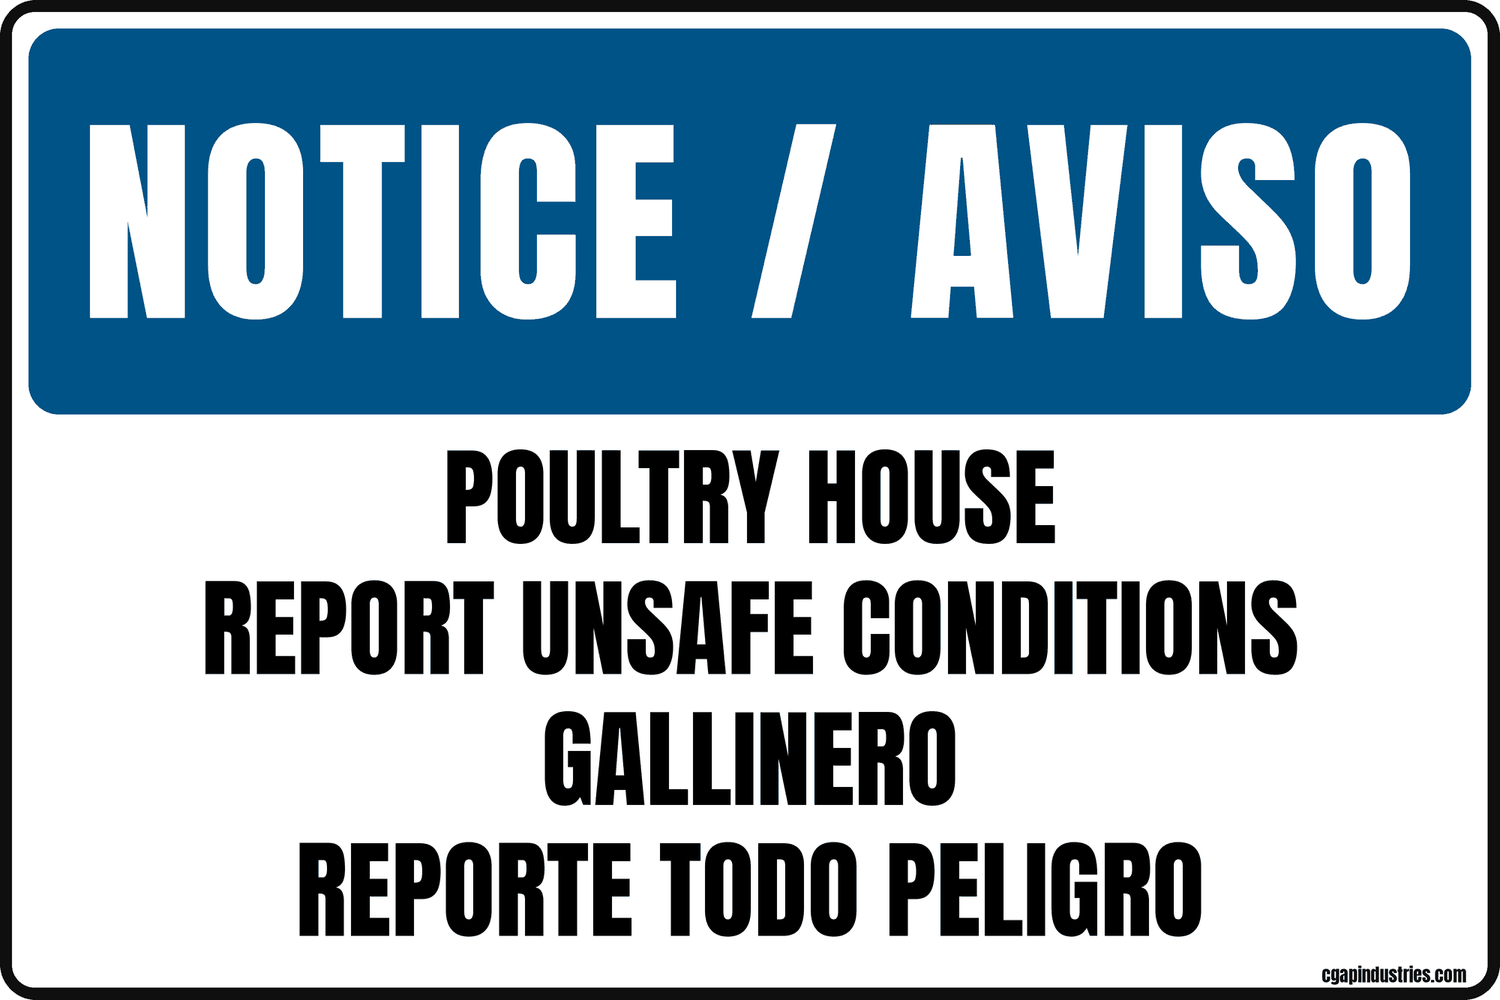 NOTICE / AVISO
POULTRY HOUSE
REPORT UNSAFE CONDITIONS
GALLINERO
REPORTE TODO PELIGRO
cgapindustries.com